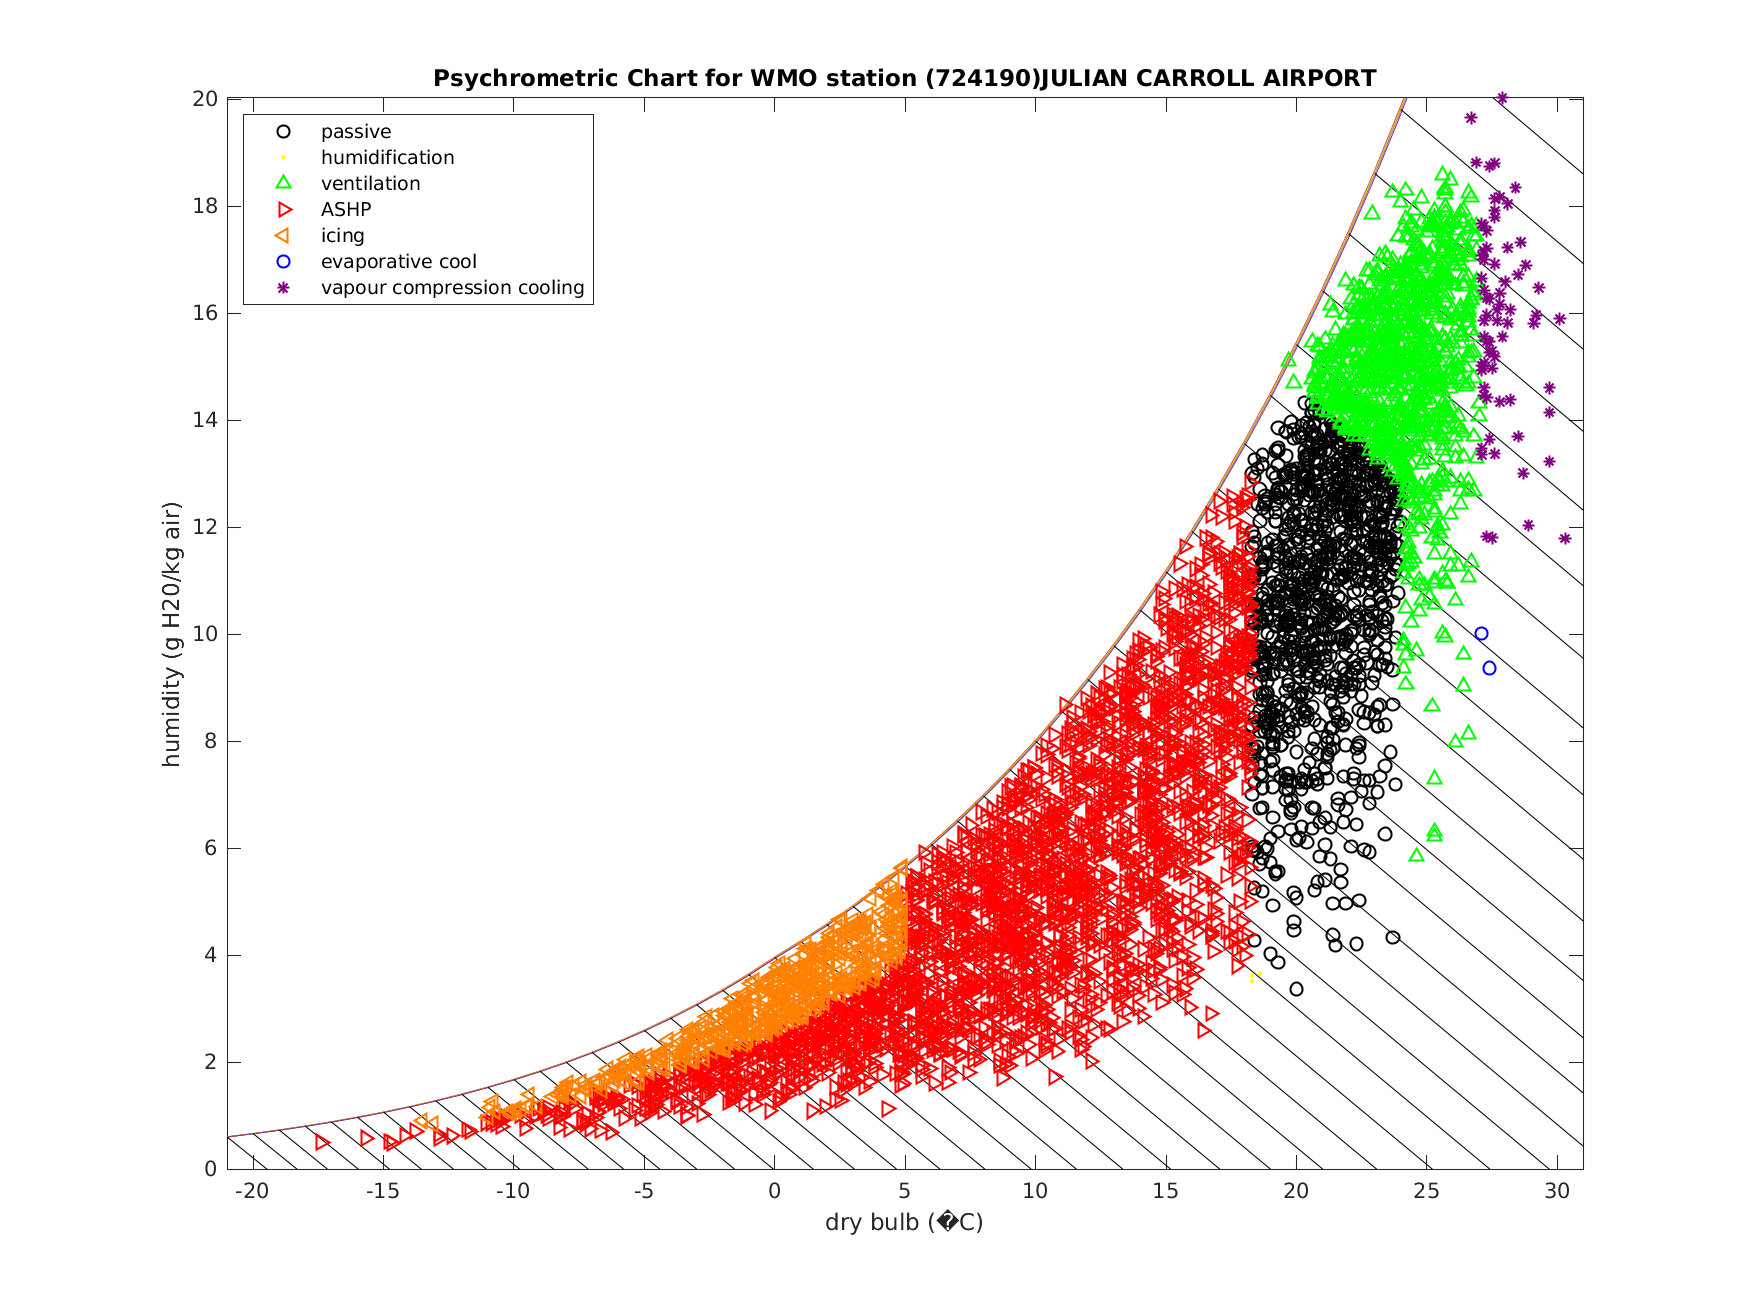 Psychrometric Chart for WMO station (724190)JULIAN CARROLL AIRPORT
20
18
16
14
12
10
8
6
4
2
0
humidity (g H20/kg air)
passive
humidification
ventilation
ASHP
icing
evaporative cool
vapour compression cooling
-20 -15 -10 -5 0 5 10 15 20 25 30
dry bulb (�C)